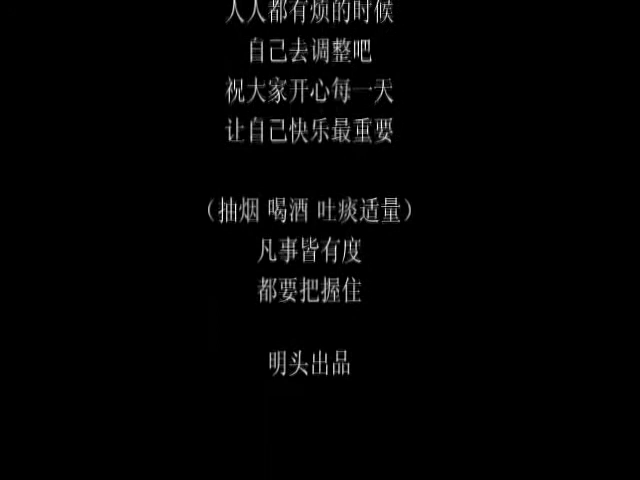 人人都有烦的时候
自己去调整吧
祝大家开心每一天
让自己快乐最重要
（抽烟 喝酒 吐痰适量）
凡事皆有度
都要把握住
明头出品